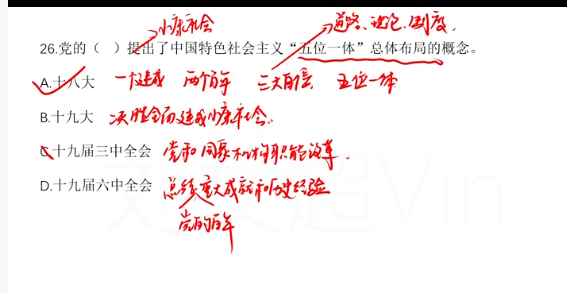 小康社会 道路、理论、制度.
26.党的（ ）提出了中国特色社会主义“五位一体”总体布局的概念。
A.十八大 一个建成 两个百年 三大自信 五位一体
B.十九大 决胜全面建成小康社会.
C.十九届三中全会 党和国家机构职能改革.
D.十九届六中全会 总结重大成就和历史经验
党的百年